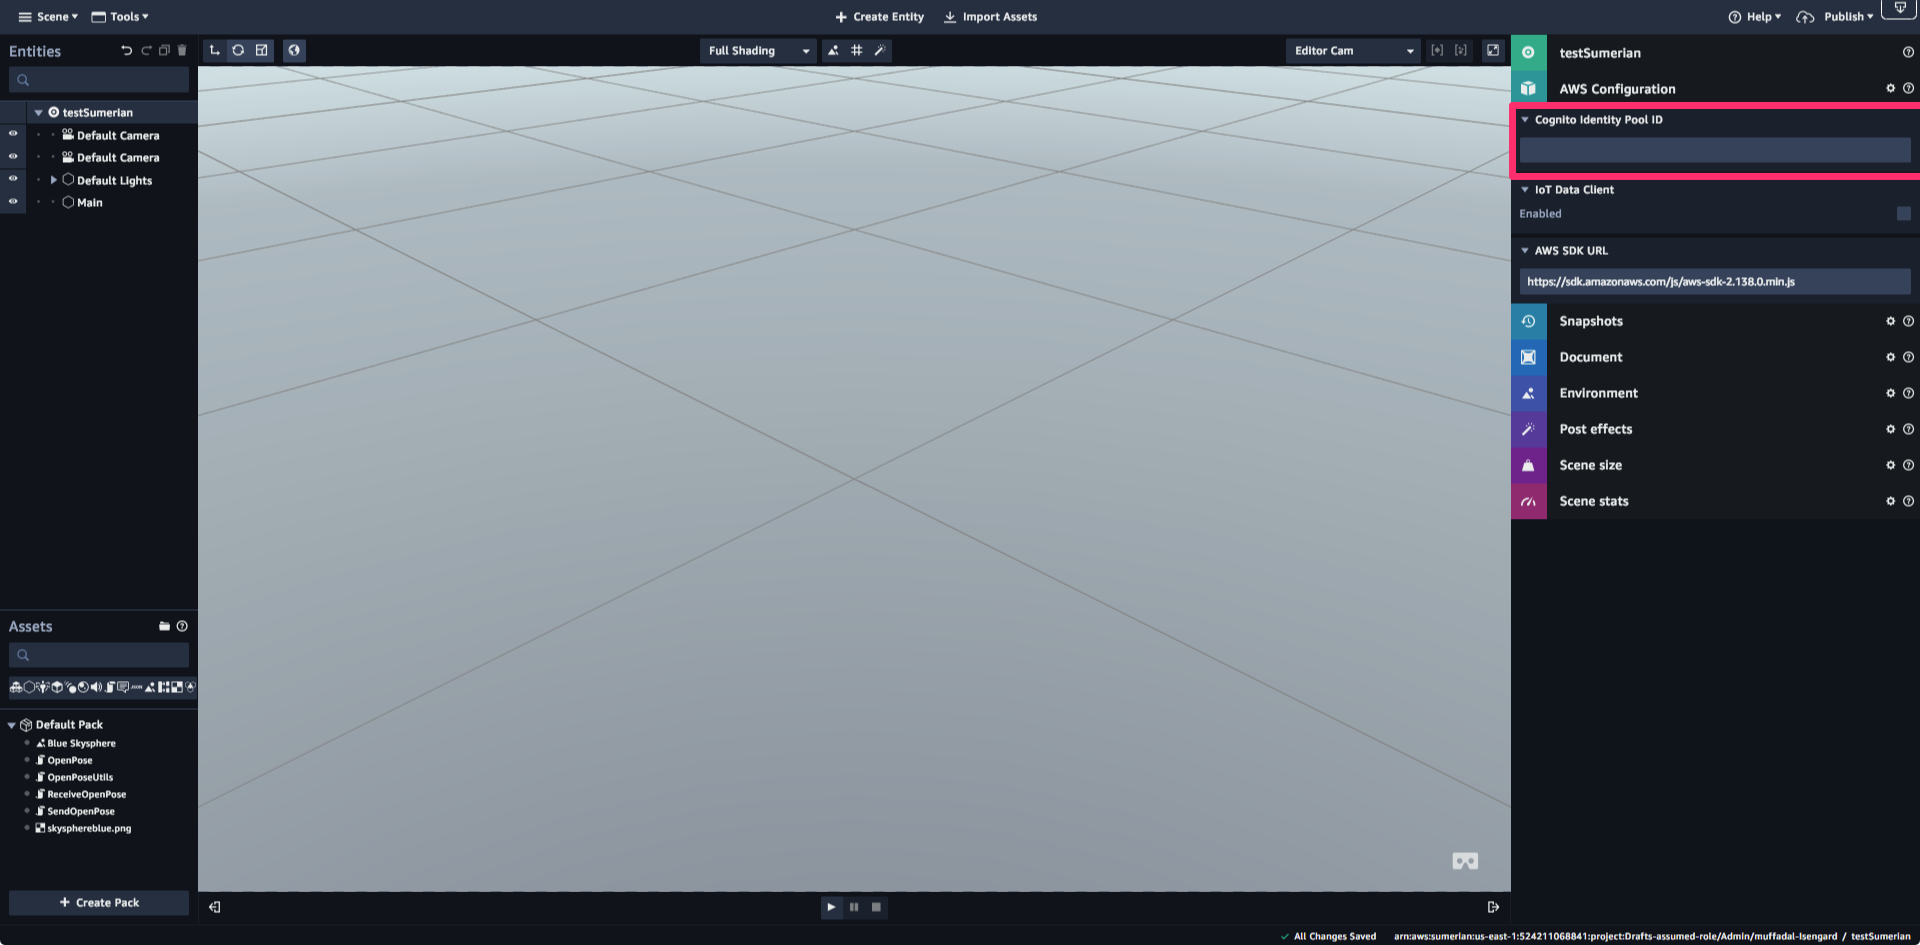 Scene Tools Create Entity Import Assets Help Publish
Entities
Full Shading Editor Cam
testSumerian
Default Camera
Default Camera
Default Lights
Main
Assets
Default Pack
Blue Skysphere
OpenPose
OpenPoseUtils
ReceiveOpenPose
SendOpenPose
skysphereblue.png
Create Pack
testSumerian
AWS Configuration
Cognito Identity Pool ID
IoT Data Client
Enabled
AWS SDK URL
https://sdk.amazonaws.com/js/aws-sdk-2.138.0.min.js
Snapshots
Document
Environment
Post effects
Scene size
Scene stats
All Changes Saved arn:aws:sumerian:us-east-1:524211068841:project:Drafts-assumed-role/Admin/muffadal-Isengard / testSumerian